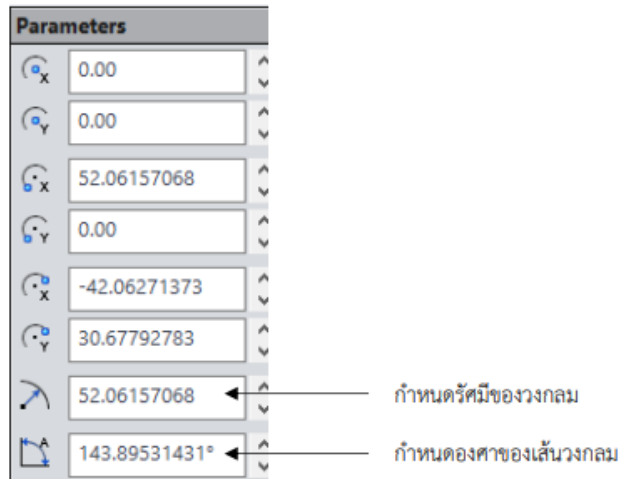 Parameters
X 0.00
Y 0.00
X 52.06157068
Y 0.00
X -42.06271373
Y 30.67792783
52.06157068 กำหนดรัศมีของวงกลม
A 143.89531431° กำหนดองศาของเส้นวงกลม